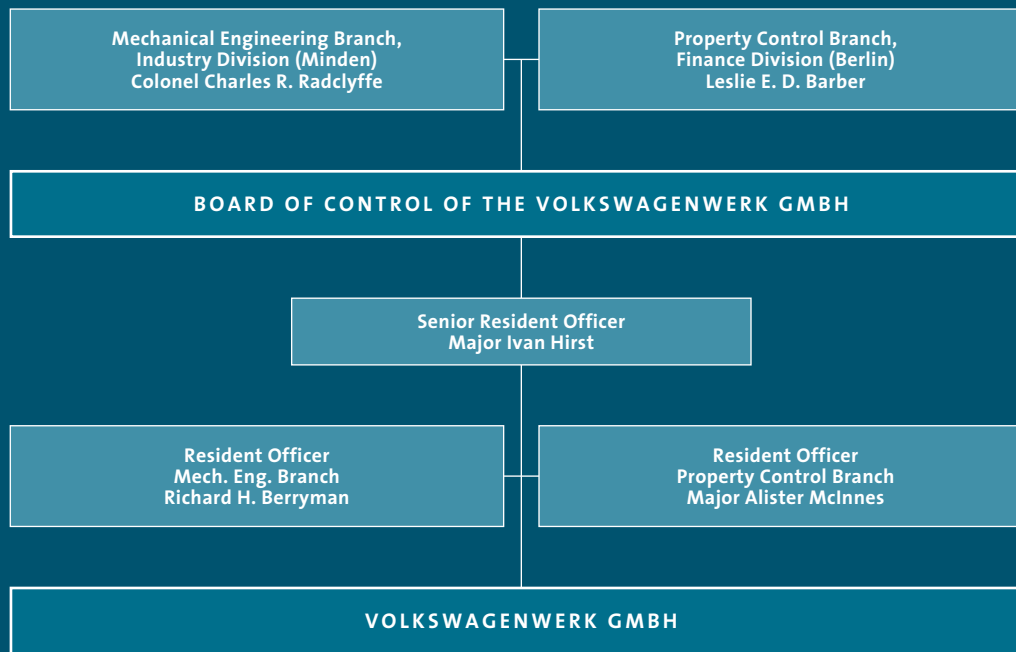 Mechanical Engineering Branch,
Industry Division (Minden)
Colonel Charles R. Radclyffe
Property Control Branch,
Finance Division (Berlin)
Leslie E. D. Barber
BOARD OF CONTROL OF THE VOLKSWAGENWERK GMBH
Senior Resident Officer
Major Ivan Hirst
Resident Officer
Mech. Eng. Branch
Richard H. Berryman
Resident Officer
Property Control Branch
Major Alister McInnes
VOLKSWAGENWERK GMBH